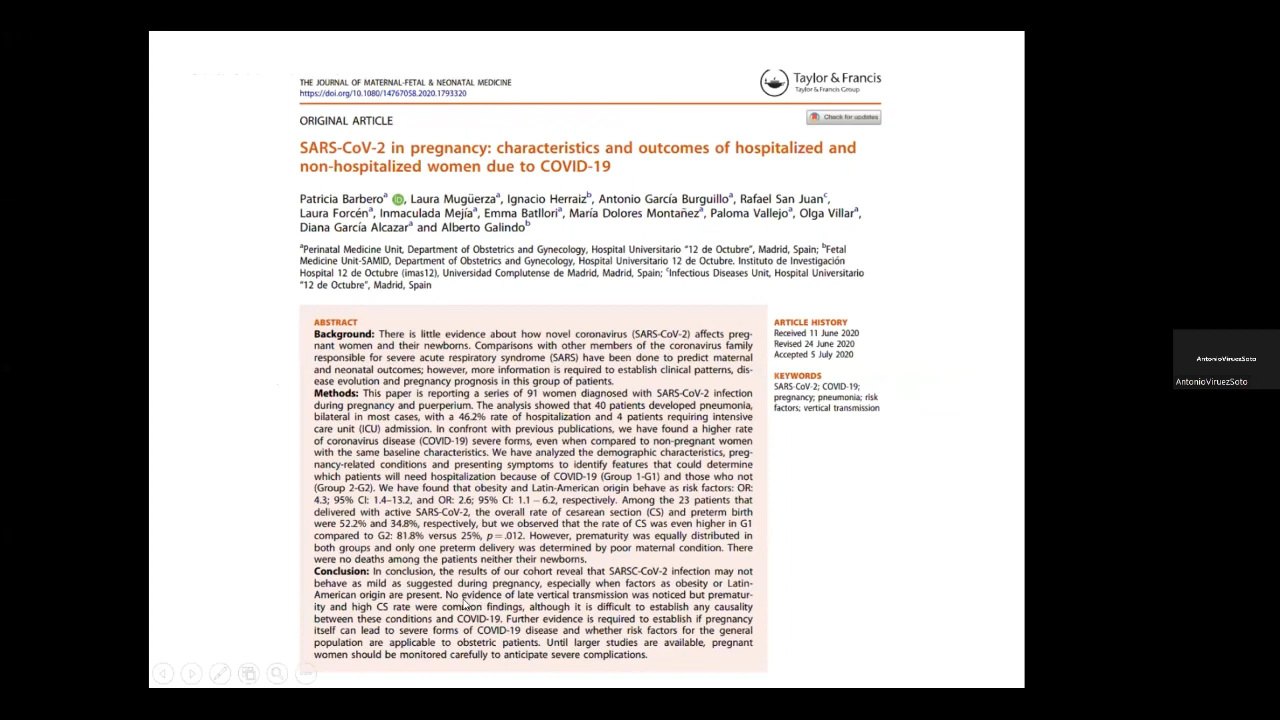 THE JOURNAL OF MATERNAL-FETAL & NEONATAL MEDICINE
https://doi.org/10.1080/14767058.2020.1793320
Taylor & Francis
Taylor & Francis Group
ORIGINAL ARTICLE
Check for updates
SARS-CoV-2 in pregnancy: characteristics and outcomes of hospitalized and
non-hospitalized women due to COVID-19
Patricia Barberoa iD, Laura Mugüerzaa, Ignacio Herraizb, Antonio García Burguilloa, Rafael San Juanc,
Laura Forcéna, Inmaculada Mejíaa, Emma Batlloria, María Dolores Montañeza, Paloma Vallejoa, Olga Villara,
Diana García Alcazara and Alberto Galindob
aPerinatal Medicine Unit, Department of Obstetrics and Gynecology, Hospital Universitario "12 de Octubre", Madrid, Spain; bFetal
Medicine Unit-SAMID, Department of Obstetrics and Gynecology, Hospital Universitario 12 de Octubre. Instituto de Investigación
Hospital 12 de Octubre (imas12), Universidad Complutense de Madrid, Madrid, Spain; cInfectious Diseases Unit, Hospital Universitario
"12 de Octubre", Madrid, Spain
ABSTRACT
Background: There is little evidence about how novel coronavirus (SARS-CoV-2) affects preg-
nant women and their newborns. Comparisons with other members of the coronavirus family
responsible for severe acute respiratory syndrome (SARS) have been done to predict maternal
and neonatal outcomes; however, more information is required to establish clinical patterns, dis-
ease evolution and pregnancy prognosis in this group of patients.
Methods: This paper is reporting a series of 91 women diagnosed with SARS-CoV-2 infection
during pregnancy and puerperium. The analysis showed that 40 patients developed pneumonia,
bilateral in most cases, with a 46.2% rate of hospitalization and 4 patients requiring intensive
care unit (ICU) admission. In confront with previous publications, we have found a higher rate
of coronavirus disease (COVID-19) severe forms, even when compared to non-pregnant women
with the same baseline characteristics. We have analyzed the demographic characteristics, preg-
nancy-related conditions and presenting symptoms to identify features that could determine
which patients will need hospitalization because of COVID-19 (Group 1-G1) and those who not
(Group 2-G2). We have found that obesity and Latin-American origin behave as risk factors: OR:
4.3; 95% CI: 1.4–13.2, and OR: 2.6; 95% CI: 1.1 – 6.2, respectively. Among the 23 patients that
delivered with active SARS-CoV-2, the overall rate of cesarean section (CS) and preterm birth
were 52.2% and 34.8%, respectively, but we observed that the rate of CS was even higher in G1
compared to G2: 81.8% versus 25%, p = .012. However, prematurity was equally distributed in
both groups and only one preterm delivery was determined by poor maternal condition. There
were no deaths among the patients neither their newborns.
Conclusion: In conclusion, the results of our cohort reveal that SARSC-CoV-2 infection may not
behave as mild as suggested during pregnancy, especially when factors as obesity or Latin-
American origin are present. No evidence of late vertical transmission was noticed but prematur-
ity and high CS rate were common findings, although it is difficult to establish any causality
between these conditions and COVID-19. Further evidence is required to establish if pregnancy
itself can lead to severe forms of COVID-19 disease and whether risk factors for the general
population are applicable to obstetric patients. Until larger studies are available, pregnant
women should be monitored carefully to anticipate severe complications.
ARTICLE HISTORY
Received 11 June 2020
Revised 24 June 2020
Accepted 5 July 2020
KEYWORDS
SARS-CoV-2; COVID-19;
pregnancy; pneumonia; risk
factors; vertical transmission
AntonioViruezSoto
AntonioViruezSoto